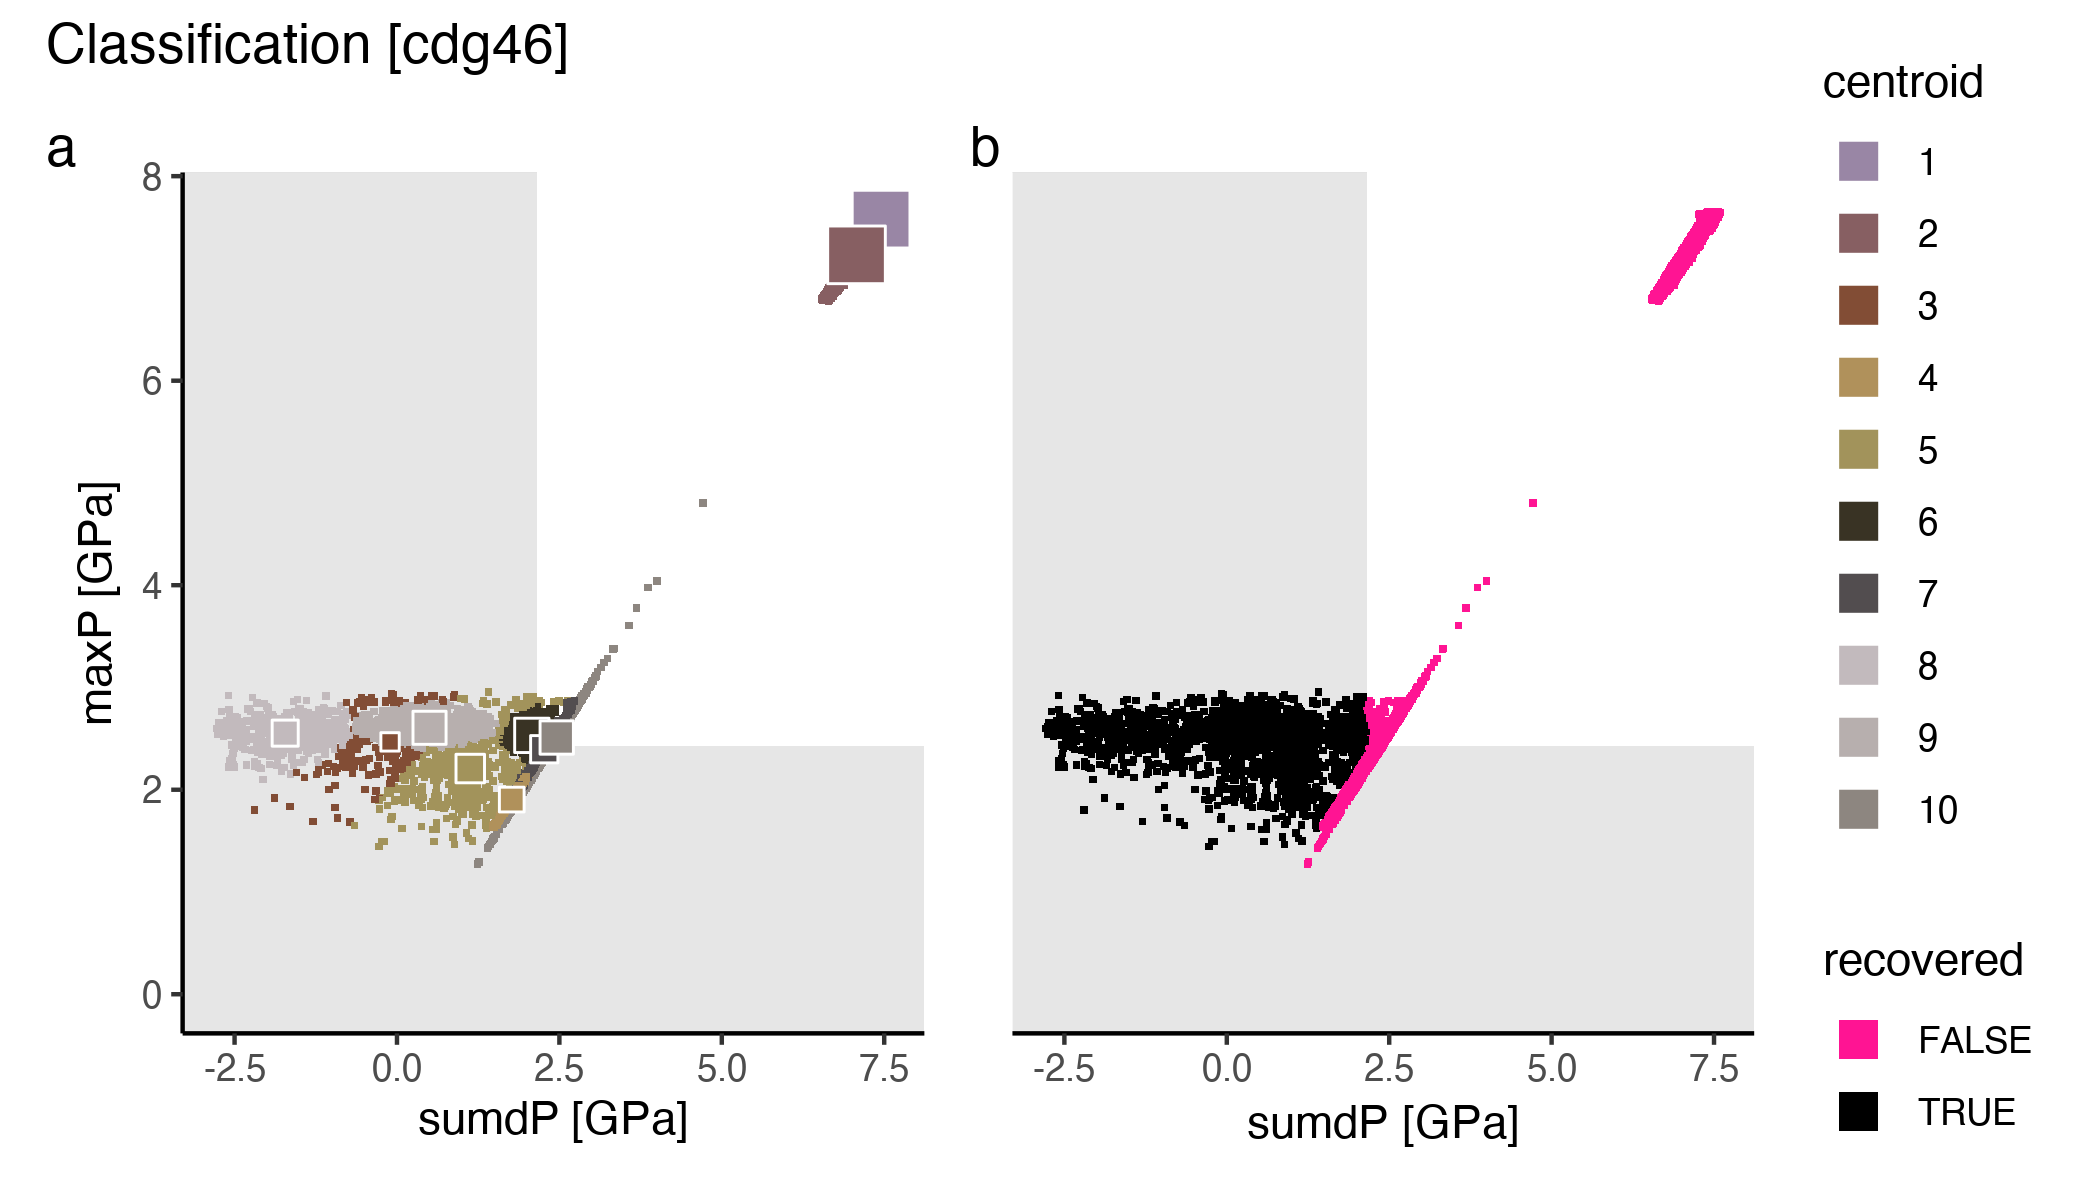 Classification [cdg46]
a
b
8
6
4
2
0
maxP [GPa]
-2.5 0.0 2.5 5.0 7.5
sumdP [GPa]
-2.5 0.0 2.5 5.0 7.5
sumdP [GPa]
centroid
1
2
3
4
5
6
7
8
9
10
recovered
FALSE
TRUE